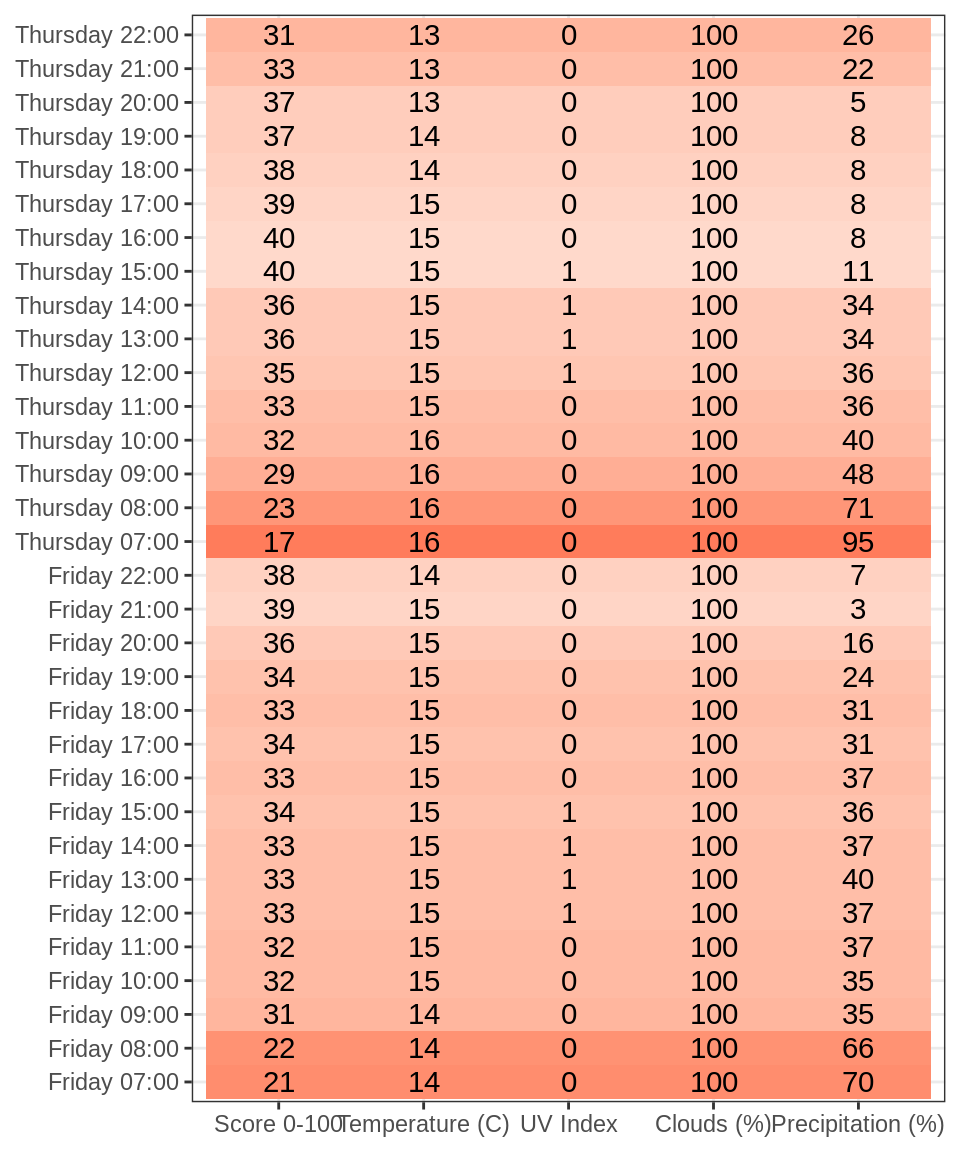 Thursday 22:00 31 13 0 100 26
Thursday 21:00 33 13 0 100 22
Thursday 20:00 37 13 0 100 5
Thursday 19:00 37 14 0 100 8
Thursday 18:00 38 14 0 100 8
Thursday 17:00 39 15 0 100 8
Thursday 16:00 40 15 0 100 8
Thursday 15:00 40 15 1 100 11
Thursday 14:00 36 15 1 100 34
Thursday 13:00 36 15 1 100 34
Thursday 12:00 35 15 1 100 36
Thursday 11:00 33 15 0 100 36
Thursday 10:00 32 16 0 100 40
Thursday 09:00 29 16 0 100 48
Thursday 08:00 23 16 0 100 71
Thursday 07:00 17 16 0 100 95
Friday 22:00 38 14 0 100 7
Friday 21:00 39 15 0 100 3
Friday 20:00 36 15 0 100 16
Friday 19:00 34 15 0 100 24
Friday 18:00 33 15 0 100 31
Friday 17:00 34 15 0 100 31
Friday 16:00 33 15 0 100 37
Friday 15:00 34 15 1 100 36
Friday 14:00 33 15 1 100 37
Friday 13:00 33 15 1 100 40
Friday 12:00 33 15 1 100 37
Friday 11:00 32 15 0 100 37
Friday 10:00 32 15 0 100 35
Friday 09:00 31 14 0 100 35
Friday 08:00 22 14 0 100 66
Friday 07:00 21 14 0 100 70
Score 0-100 Temperature (C) UV Index Clouds (%) Precipitation (%)